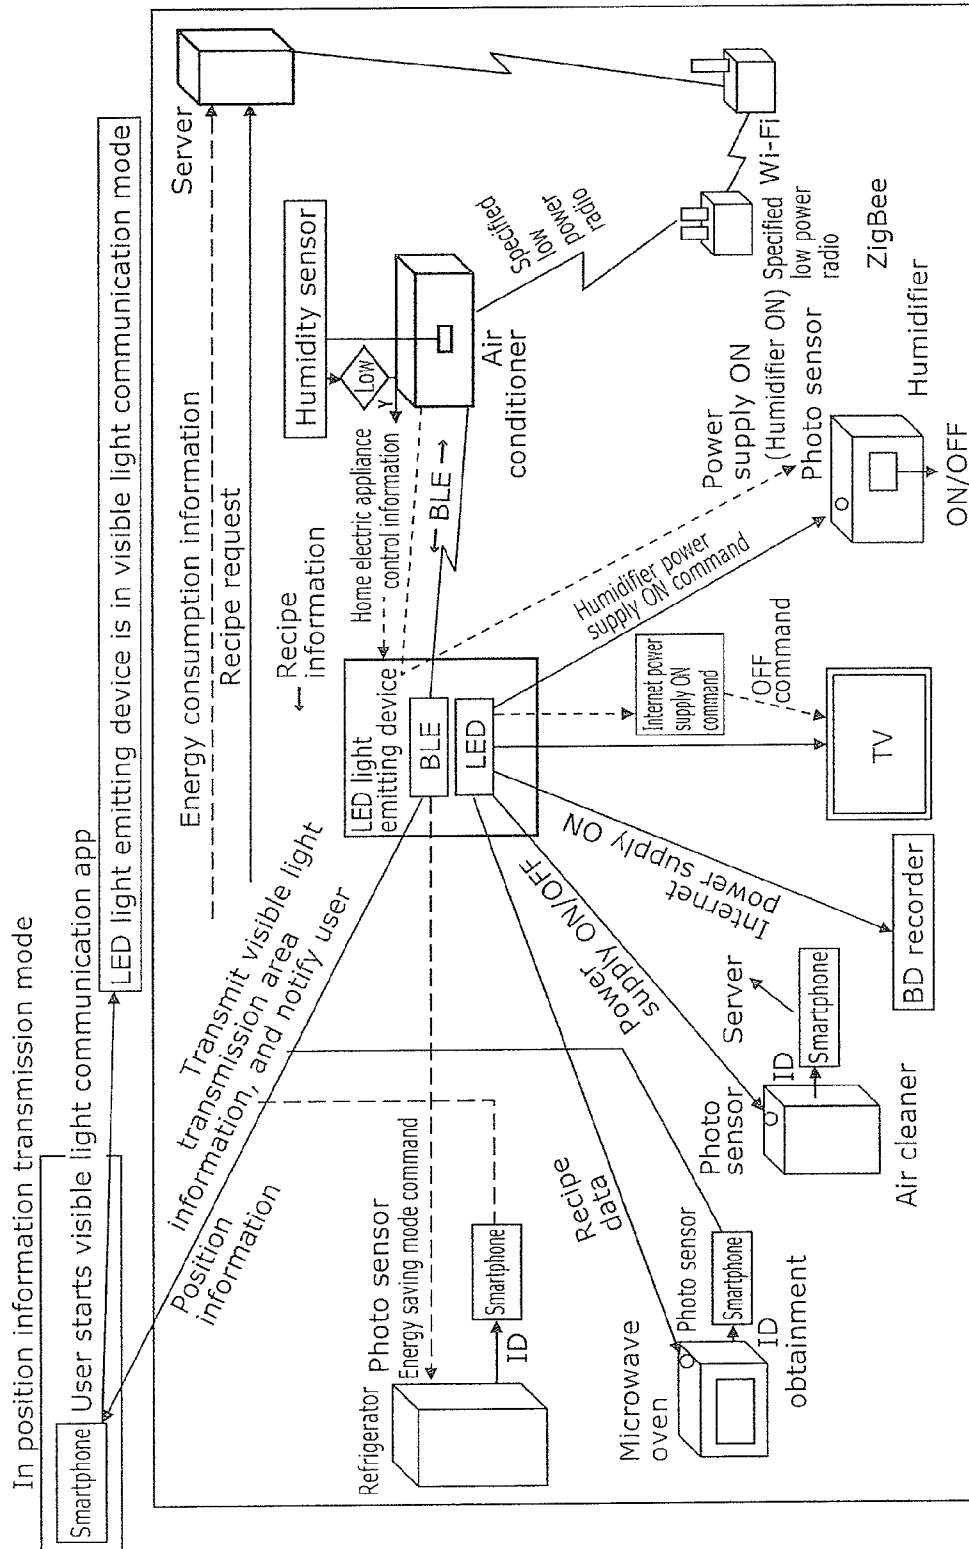 In position information transmission mode
Smartphone
User starts visible light communication app
LED light emitting device is in visible light communication mode
Server
Energy consumption information
Recipe request
← Recipe
information
Position
information
Transmit visible light
transmission area
information, and notify user
Humidity sensor
Low
Y
Home electric appliance
control information
← BLE →
Air
conditioner
Specified
low
power
radio
LED light
emitting device
BLE
LED
Refrigerator
Photo sensor
Energy saving mode command
Smartphone
ID
Microwave
oven
Photo sensor
Smartphone
ID
obtainment
Recipe
data
Power
supply ON/OFF
Photo
sensor
ID
Smartphone
Server
Air cleaner
Internet
power supply ON
BD recorder
Internet power
supply ON
command
OFF
command
TV
Humidifier power
supply ON command
Power
supply ON
(Humidifier ON)
Photo sensor
Humidifier
ON/OFF
Wi-Fi
Specified
low power
radio
ZigBee